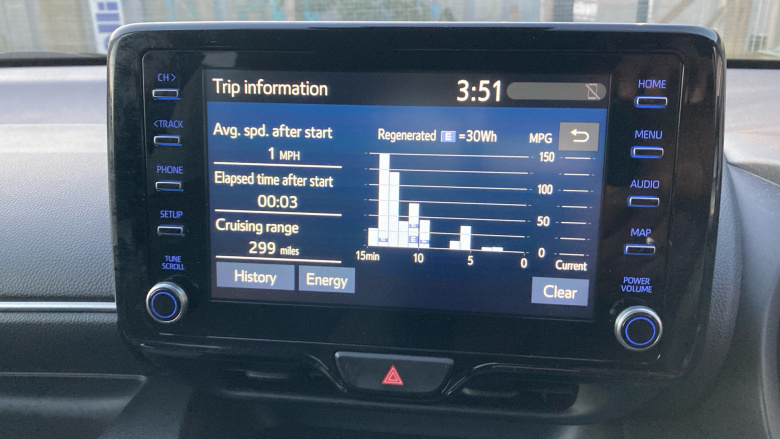 Trip information
3:51
CH >
< TRACK
PHONE
SETUP
TUNE
SCROLL
Avg. spd. after start
1 MPH
Elapsed time after start
00:03
Cruising range
299 miles
History
Energy
Regenerated E =30Wh
MPG
150
100
50
0
15min 10 5 0
Current
Clear
HOME
MENU
AUDIO
MAP
POWER
VOLUME